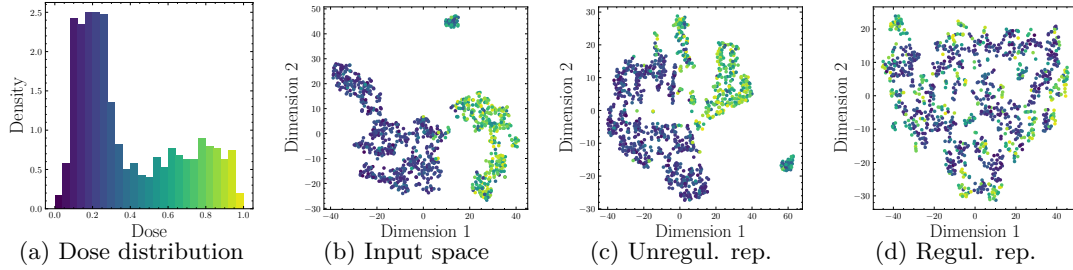 2.5
2.0
1.5
1.0
0.5
0.0
Density
0.0 0.2 0.4 0.6 0.8 1.0
Dose
(a) Dose distribution
50
40
30
20
10
0
−10
−20
−30
Dimension 2
−40 −20 0 20 40
Dimension 1
(b) Input space
30
20
10
0
−10
−20
−30
Dimension 2
−40 −20 0 20 40 60
Dimension 1
(c) Unregul. rep.
30
20
10
0
−10
−20
−30
Dimension 2
−40 −20 0 20 40
Dimension 1
(d) Regul. rep.